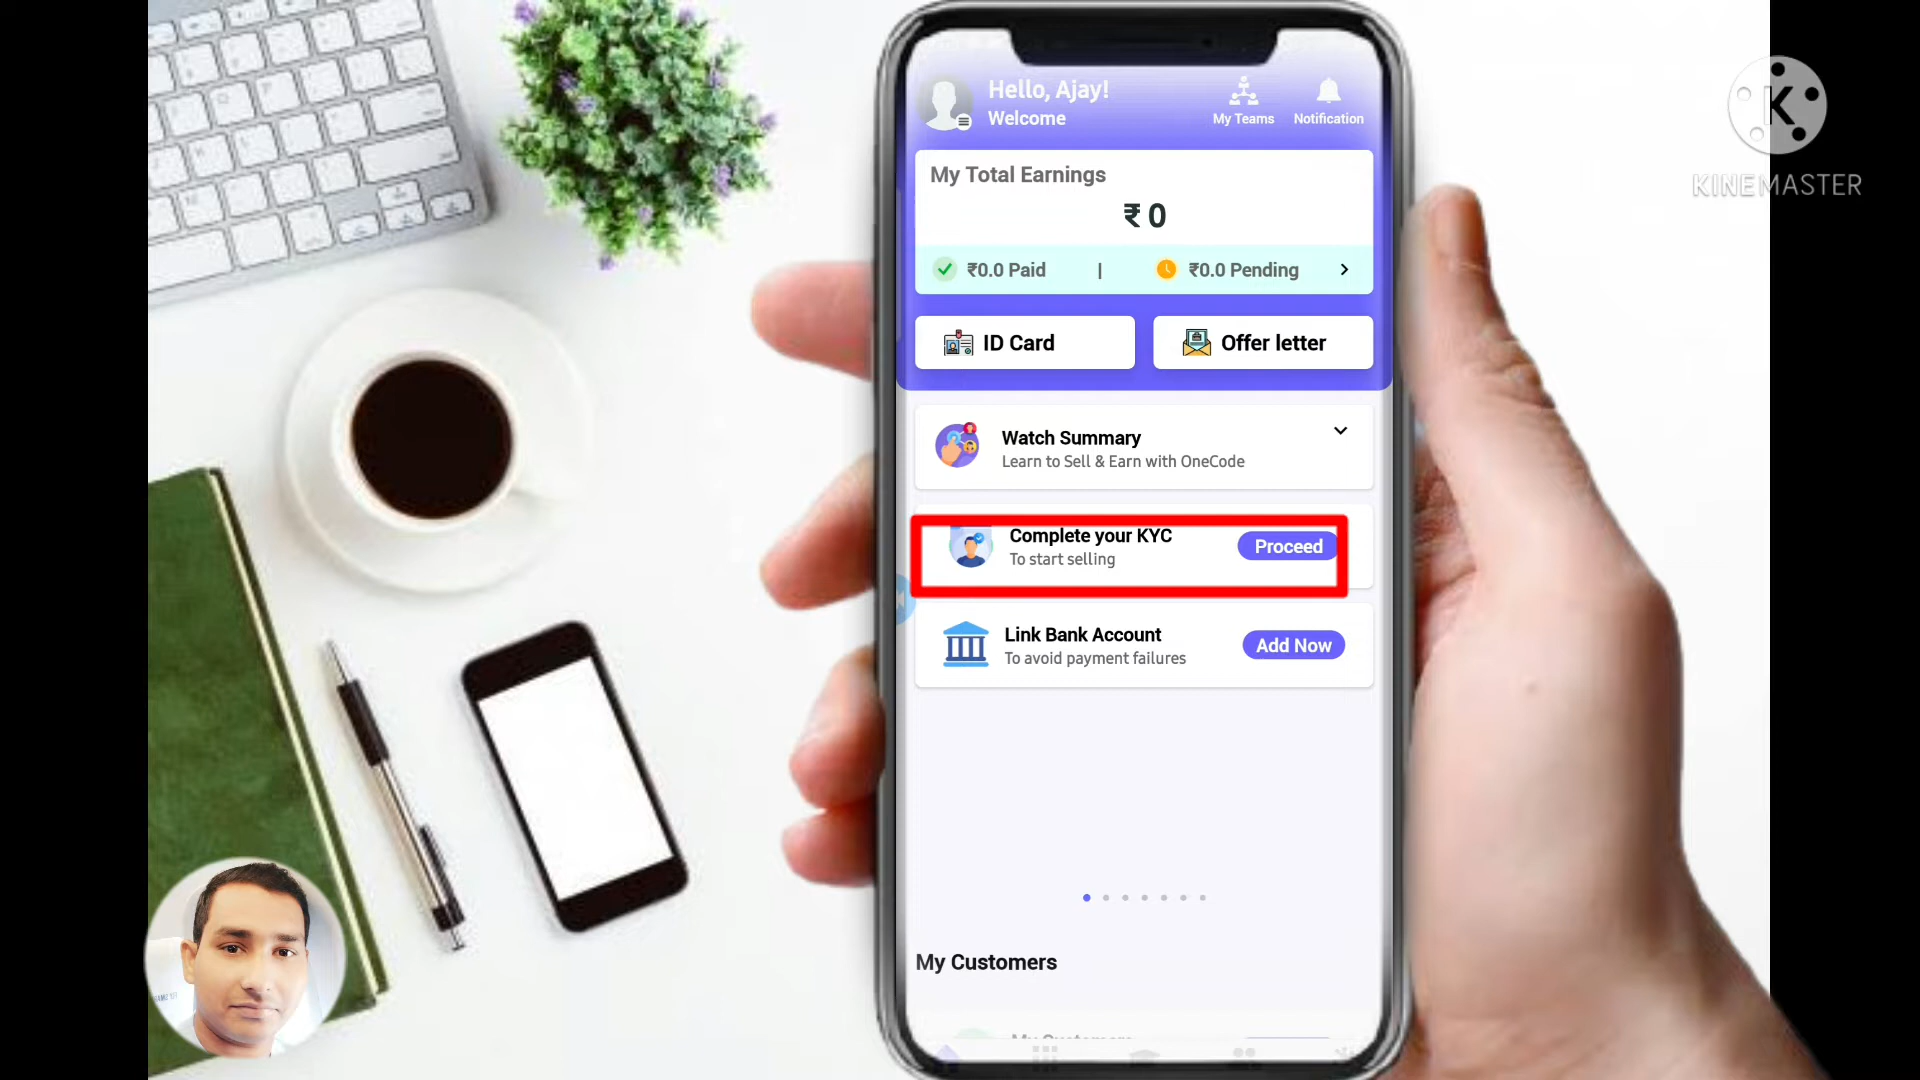 Hello, Ajay!
Welcome
My Teams
Notification
My Total Earnings
₹ 0
₹0.0 Paid | ₹0.0 Pending
ID Card
Offer letter
Watch Summary
Learn to Sell & Earn with OneCode
Complete your KYC
To start selling
Proceed
Link Bank Account
To avoid payment failures
Add Now
My Customers
My Customers
K
KINEMASTER